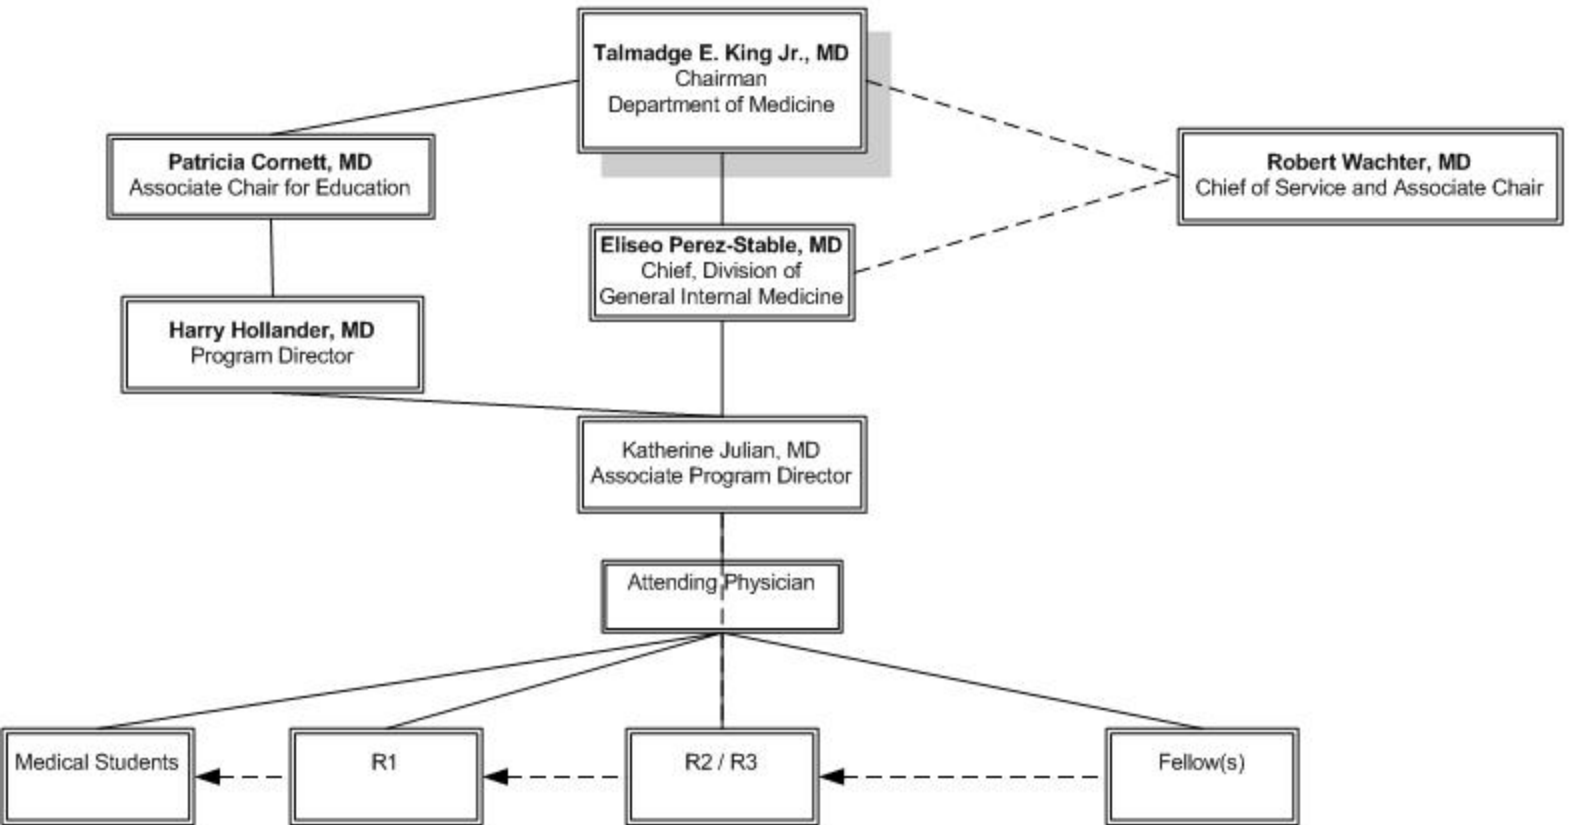 Talmadge E. King Jr., MD
Chairman
Department of Medicine
Patricia Cornett, MD
Associate Chair for Education
Robert Wachter, MD
Chief of Service and Associate Chair
Eliseo Perez-Stable, MD
Chief, Division of
General Internal Medicine
Harry Hollander, MD
Program Director
Katherine Julian, MD
Associate Program Director
Attending Physician
Medical Students
R1
R2 / R3
Fellow(s)